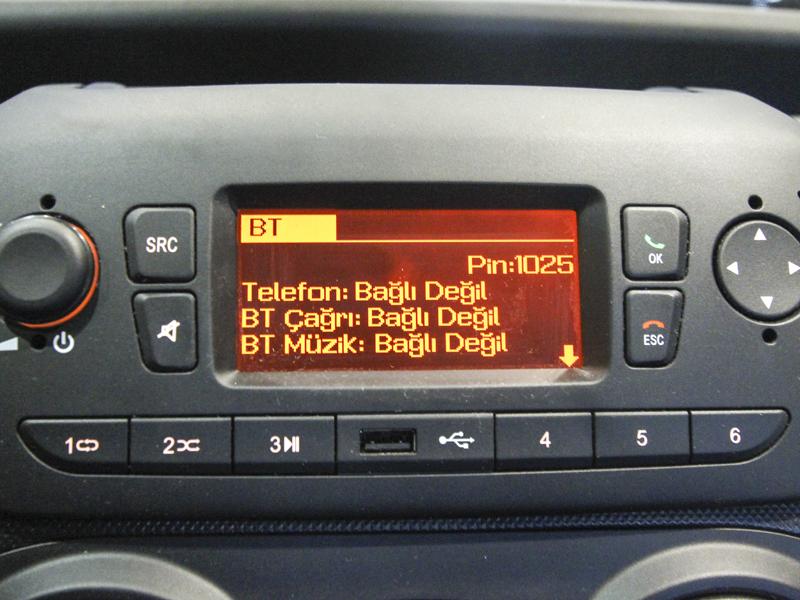 BT
Pin:1025
Telefon: Bağlı Değil
BT Çağrı: Bağlı Değil
BT Müzik: Bağlı Değil
SRC
OK
ESC
1
2
3
4
5
6